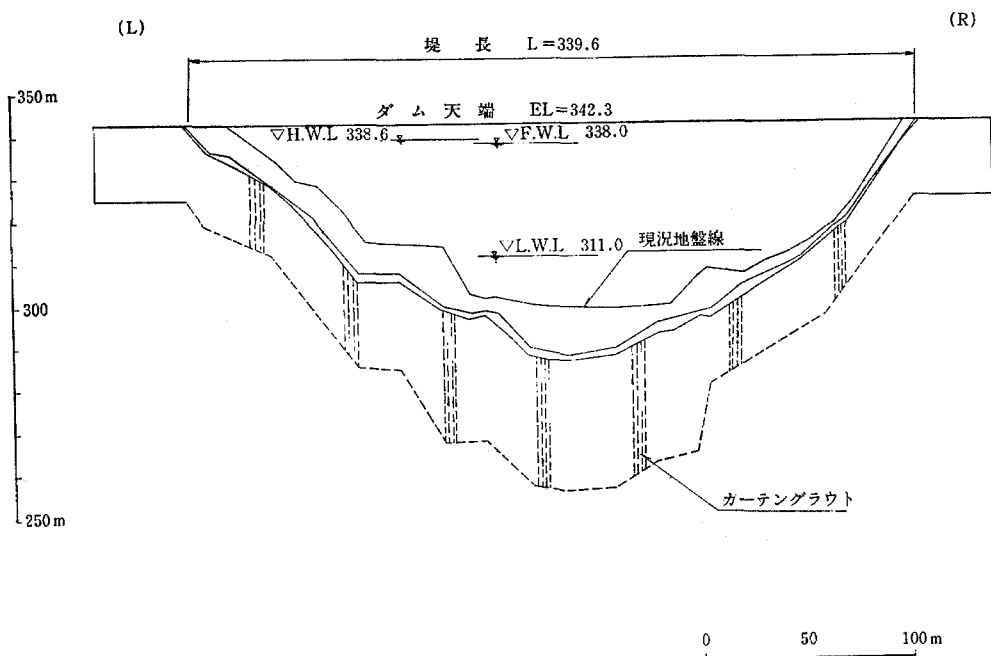 (L)
(R)
堤 長 L=339.6
350m
ダ ム 天 端 EL=342.3
▽H.W.L 338.6
▽F.W.L 338.0
▽L.W.L 311.0
現況地盤線
300
ガーテングラウト
250m
0 50 100m